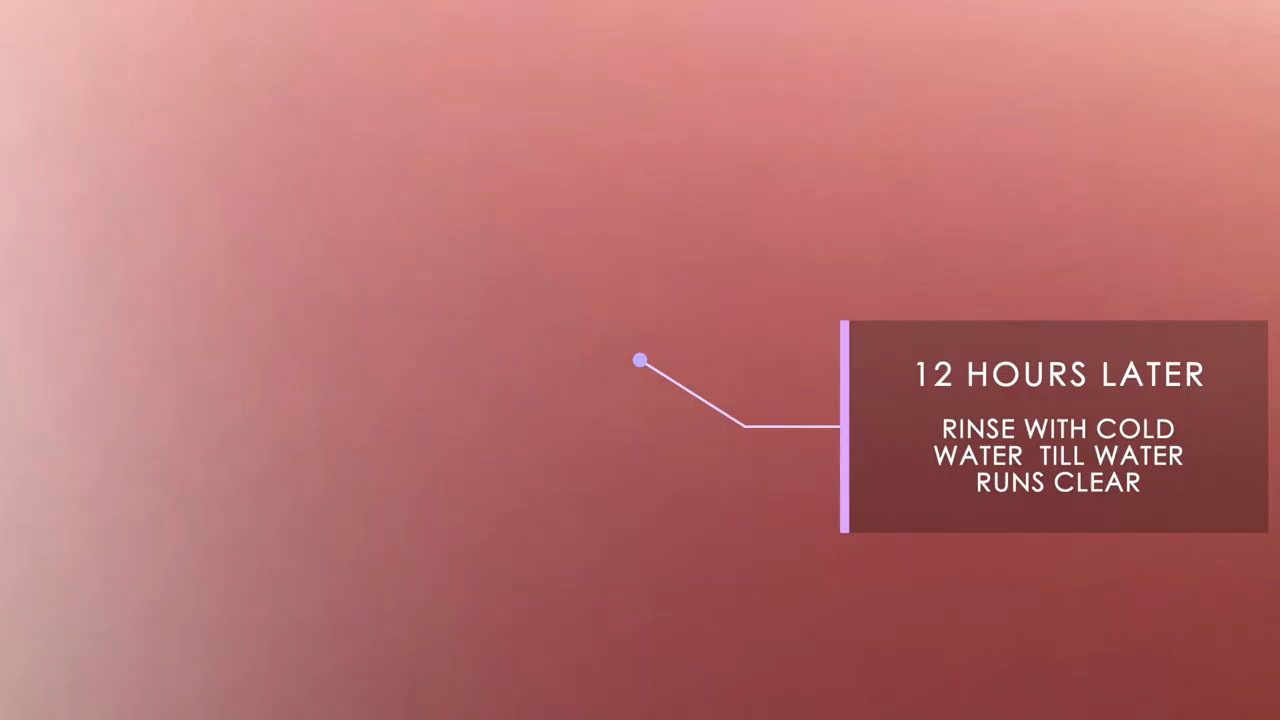 12 HOURS LATER
RINSE WITH COLD
WATER TILL WATER
RUNS CLEAR